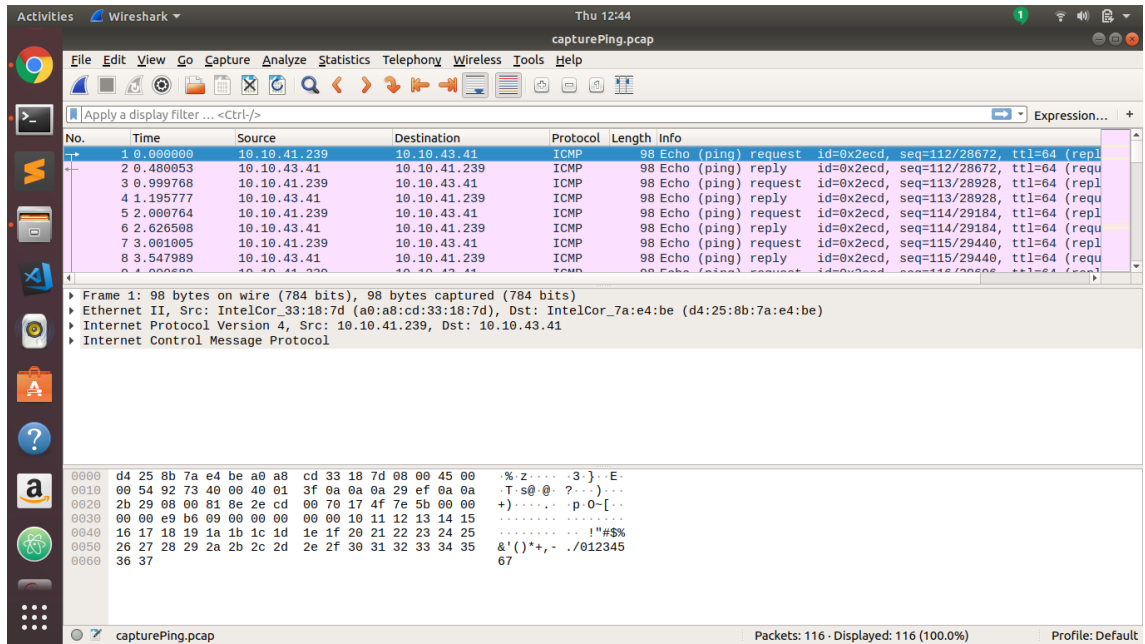 Activities Wireshark Thu 12:44 1
capturePing.pcap
File Edit View Go Capture Analyze Statistics Telephony Wireless Tools Help
Apply a display filter … <Ctrl-/> Expression… +
No. Time Source Destination Protocol Length Info
1 0.000000 10.10.41.239 10.10.43.41 ICMP 98 Echo (ping) request id=0x2ecd, seq=112/28672, ttl=64 (repl
2 0.480053 10.10.43.41 10.10.41.239 ICMP 98 Echo (ping) reply id=0x2ecd, seq=112/28672, ttl=64 (requ
3 0.999768 10.10.41.239 10.10.43.41 ICMP 98 Echo (ping) request id=0x2ecd, seq=113/28928, ttl=64 (repl
4 1.195777 10.10.43.41 10.10.41.239 ICMP 98 Echo (ping) reply id=0x2ecd, seq=113/28928, ttl=64 (requ
5 2.000764 10.10.41.239 10.10.43.41 ICMP 98 Echo (ping) request id=0x2ecd, seq=114/29184, ttl=64 (repl
6 2.626508 10.10.43.41 10.10.41.239 ICMP 98 Echo (ping) reply id=0x2ecd, seq=114/29184, ttl=64 (requ
7 3.001005 10.10.41.239 10.10.43.41 ICMP 98 Echo (ping) request id=0x2ecd, seq=115/29440, ttl=64 (repl
8 3.547989 10.10.43.41 10.10.41.239 ICMP 98 Echo (ping) reply id=0x2ecd, seq=115/29440, ttl=64 (requ
Frame 1: 98 bytes on wire (784 bits), 98 bytes captured (784 bits)
Ethernet II, Src: IntelCor_33:18:7d (a0:a8:cd:33:18:7d), Dst: IntelCor_7a:e4:be (d4:25:8b:7a:e4:be)
Internet Protocol Version 4, Src: 10.10.41.239, Dst: 10.10.43.41
Internet Control Message Protocol
0000 d4 25 8b 7a e4 be a0 a8 cd 33 18 7d 08 00 45 00 ·%·z···· ·3·}··E·
0010 00 54 92 73 40 00 40 01 3f 0a 0a 0a 29 ef 0a 0a ·T·s@·@· ?···)···
0020 2b 29 08 00 81 8e 2e cd 00 70 17 4f 7e 5b 00 00 +)····.· ·p·O~[··
0030 00 00 e9 b6 09 00 00 00 00 00 10 11 12 13 14 15 ········ ········
0040 16 17 18 19 1a 1b 1c 1d 1e 1f 20 21 22 23 24 25 ········ ·· !"#$%
0050 26 27 28 29 2a 2b 2c 2d 2e 2f 30 31 32 33 34 35 &'()*+,- ./012345
0060 36 37 67
capturePing.pcap Packets: 116 · Displayed: 116 (100.0%) Profile: Default